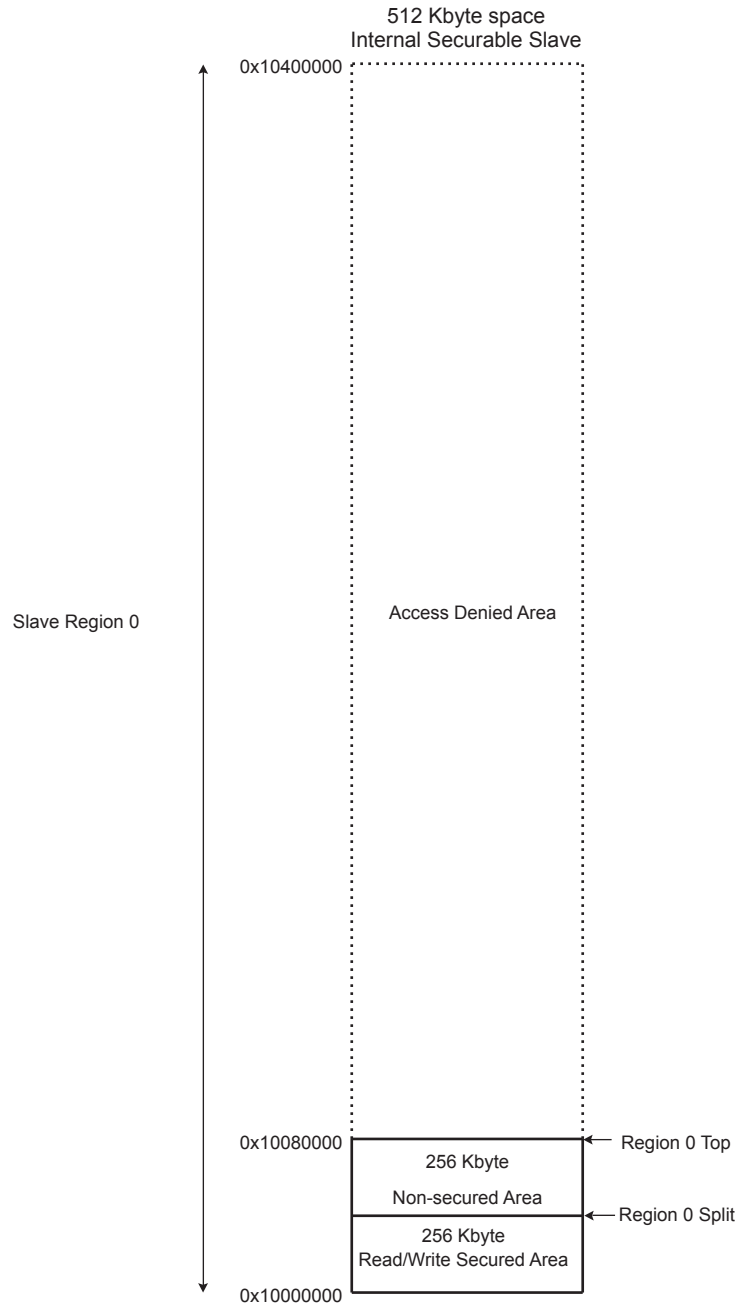 512 Kbyte space
Internal Securable Slave
0x10400000
Slave Region 0
Access Denied Area
0x10080000
Region 0 Top
256 Kbyte
Non-secured Area
Region 0 Split
256 Kbyte
Read/Write Secured Area
0x10000000